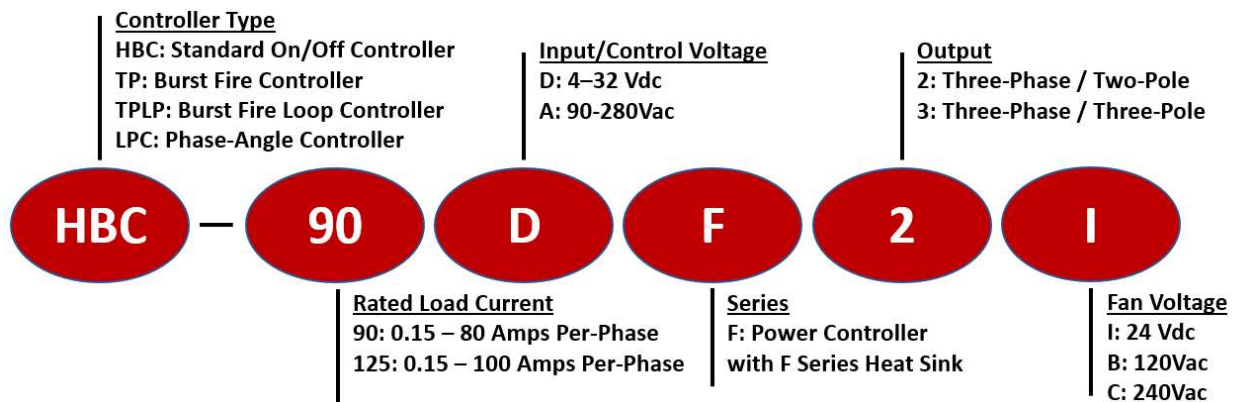 Controller Type
HBC: Standard On/Off Controller
TP: Burst Fire Controller
TPLP: Burst Fire Loop Controller
LPC: Phase-Angle Controller
Input/Control Voltage
D: 4–32 Vdc
A: 90-280Vac
Output
2: Three-Phase / Two-Pole
3: Three-Phase / Three-Pole
HBC — 90 D F 2 I
Rated Load Current
90: 0.15 – 80 Amps Per-Phase
125: 0.15 – 100 Amps Per-Phase
Series
F: Power Controller
with F Series Heat Sink
Fan Voltage
I: 24 Vdc
B: 120Vac
C: 240Vac